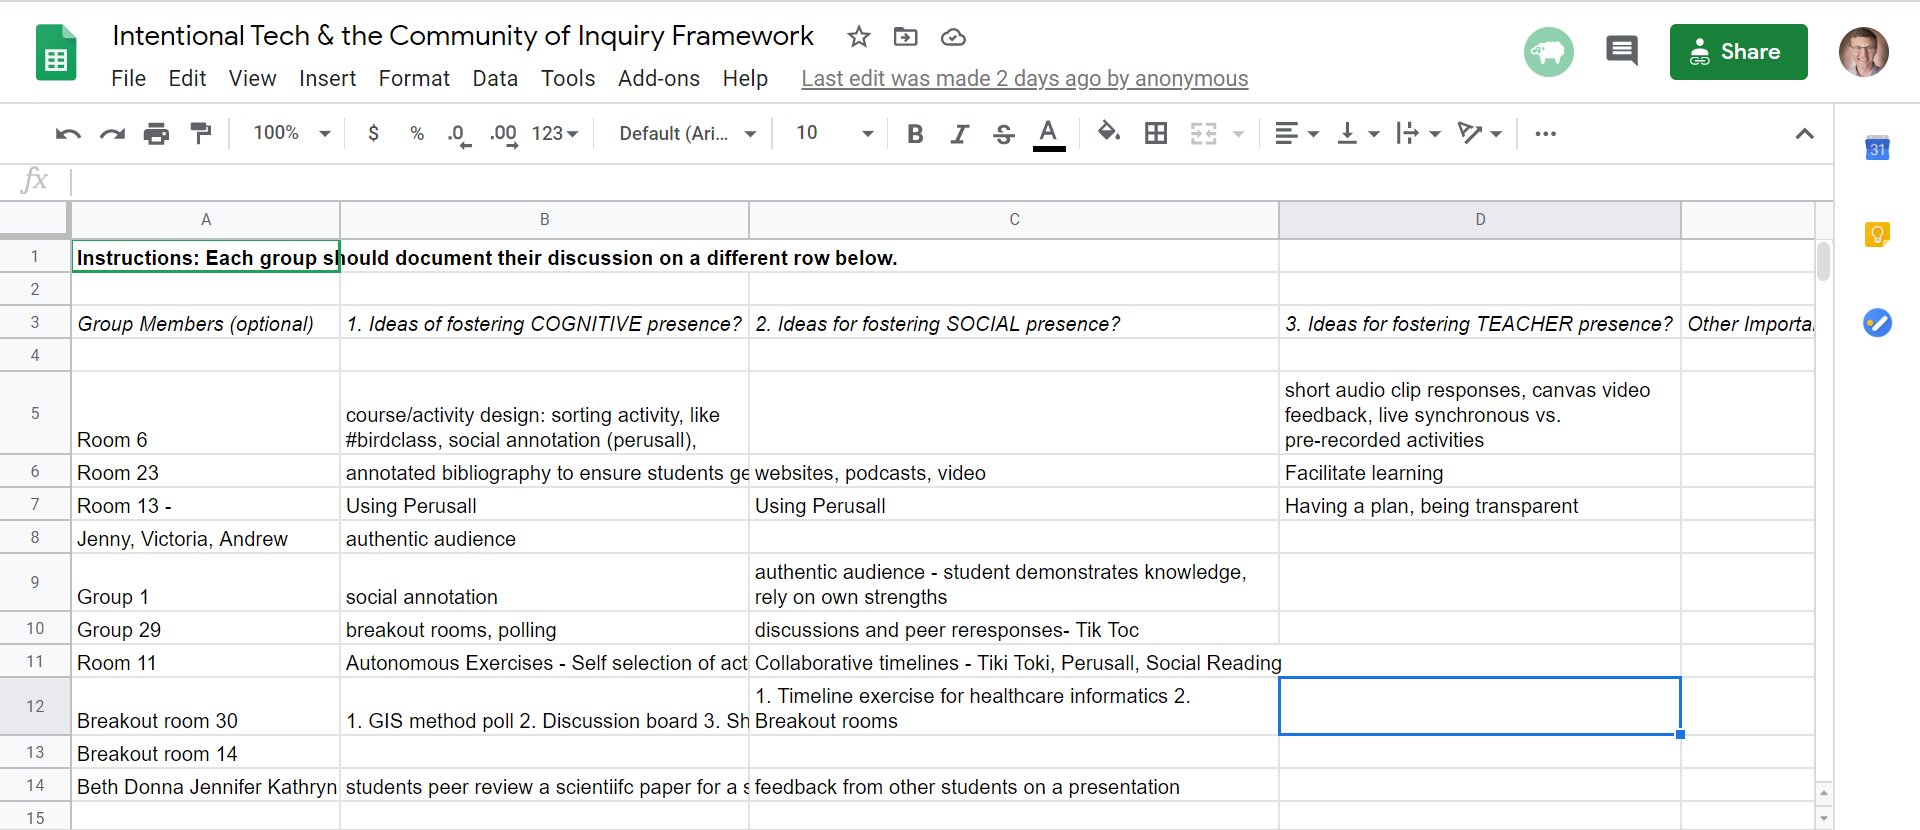 Intentional Tech & the Community of Inquiry Framework
File Edit View Insert Format Data Tools Add-ons Help Last edit was made 2 days ago by anonymous
Share
100% $ % .0 .00 123 Default (Ari... 10 B I S A
31
fx
A B C D
1 Instructions: Each group should document their discussion on a different row below.
2
3 Group Members (optional) 1. Ideas of fostering COGNITIVE presence? 2. Ideas for fostering SOCIAL presence? 3. Ideas for fostering TEACHER presence? Other Importa
4
short audio clip responses, canvas video
5 course/activity design: sorting activity, like feedback, live synchronous vs.
Room 6 #birdclass, social annotation (perusall), pre-recorded activities
6 Room 23 annotated bibliography to ensure students ge websites, podcasts, video Facilitate learning
7 Room 13 - Using Perusall Using Perusall Having a plan, being transparent
8 Jenny, Victoria, Andrew authentic audience
9 authentic audience - student demonstrates knowledge,
Group 1 social annotation rely on own strengths
10 Group 29 breakout rooms, polling discussions and peer reresponses- Tik Toc
11 Room 11 Autonomous Exercises - Self selection of act Collaborative timelines - Tiki Toki, Perusall, Social Reading
12 1. Timeline exercise for healthcare informatics 2.
Breakout room 30 1. GIS method poll 2. Discussion board 3. Sh Breakout rooms
13 Breakout room 14
14 Beth Donna Jennifer Kathryn students peer review a scientiifc paper for a s feedback from other students on a presentation
15